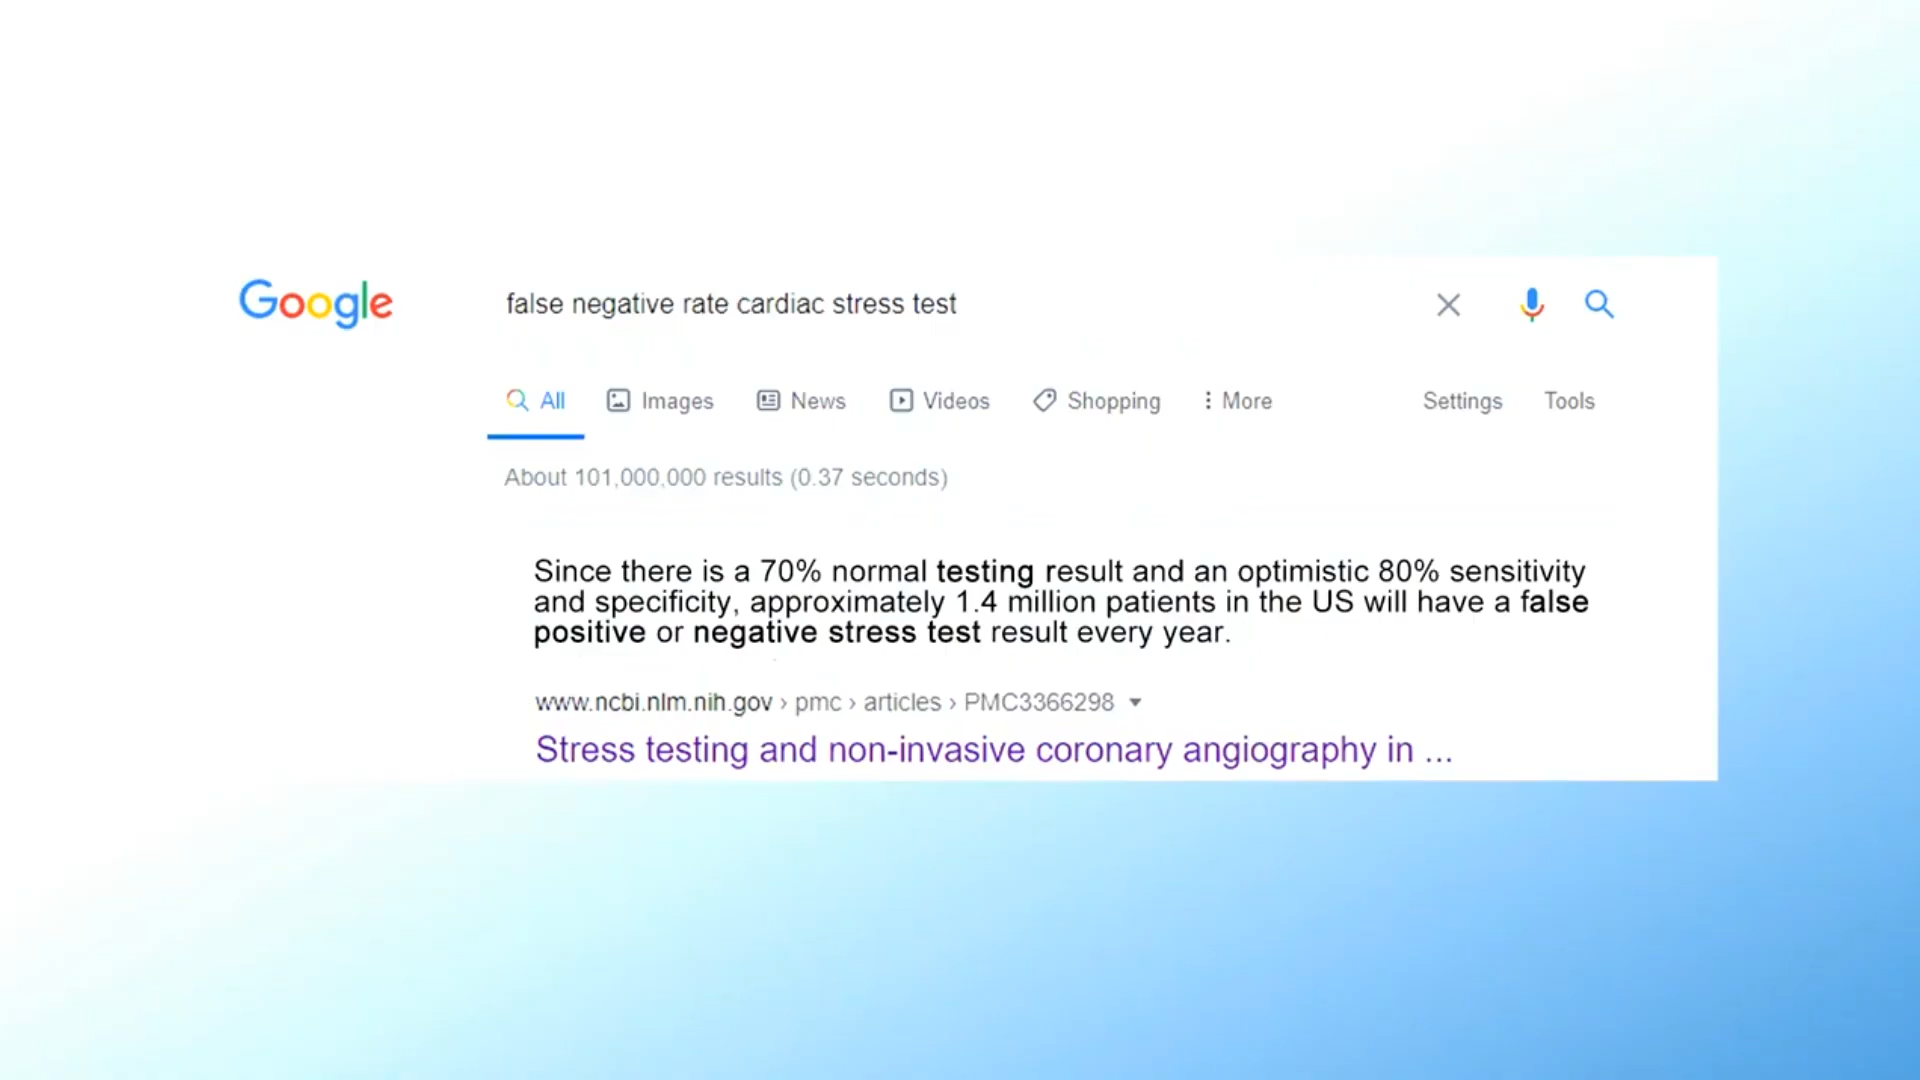 Google
false negative rate cardiac stress test
All Images News Videos Shopping More Settings Tools
About 101,000,000 results (0.37 seconds)
Since there is a 70% normal testing result and an optimistic 80% sensitivity
and specificity, approximately 1.4 million patients in the US will have a false
positive or negative stress test result every year.
www.ncbi.nlm.nih.gov › pmc › articles › PMC3366298
Stress testing and non-invasive coronary angiography in ...